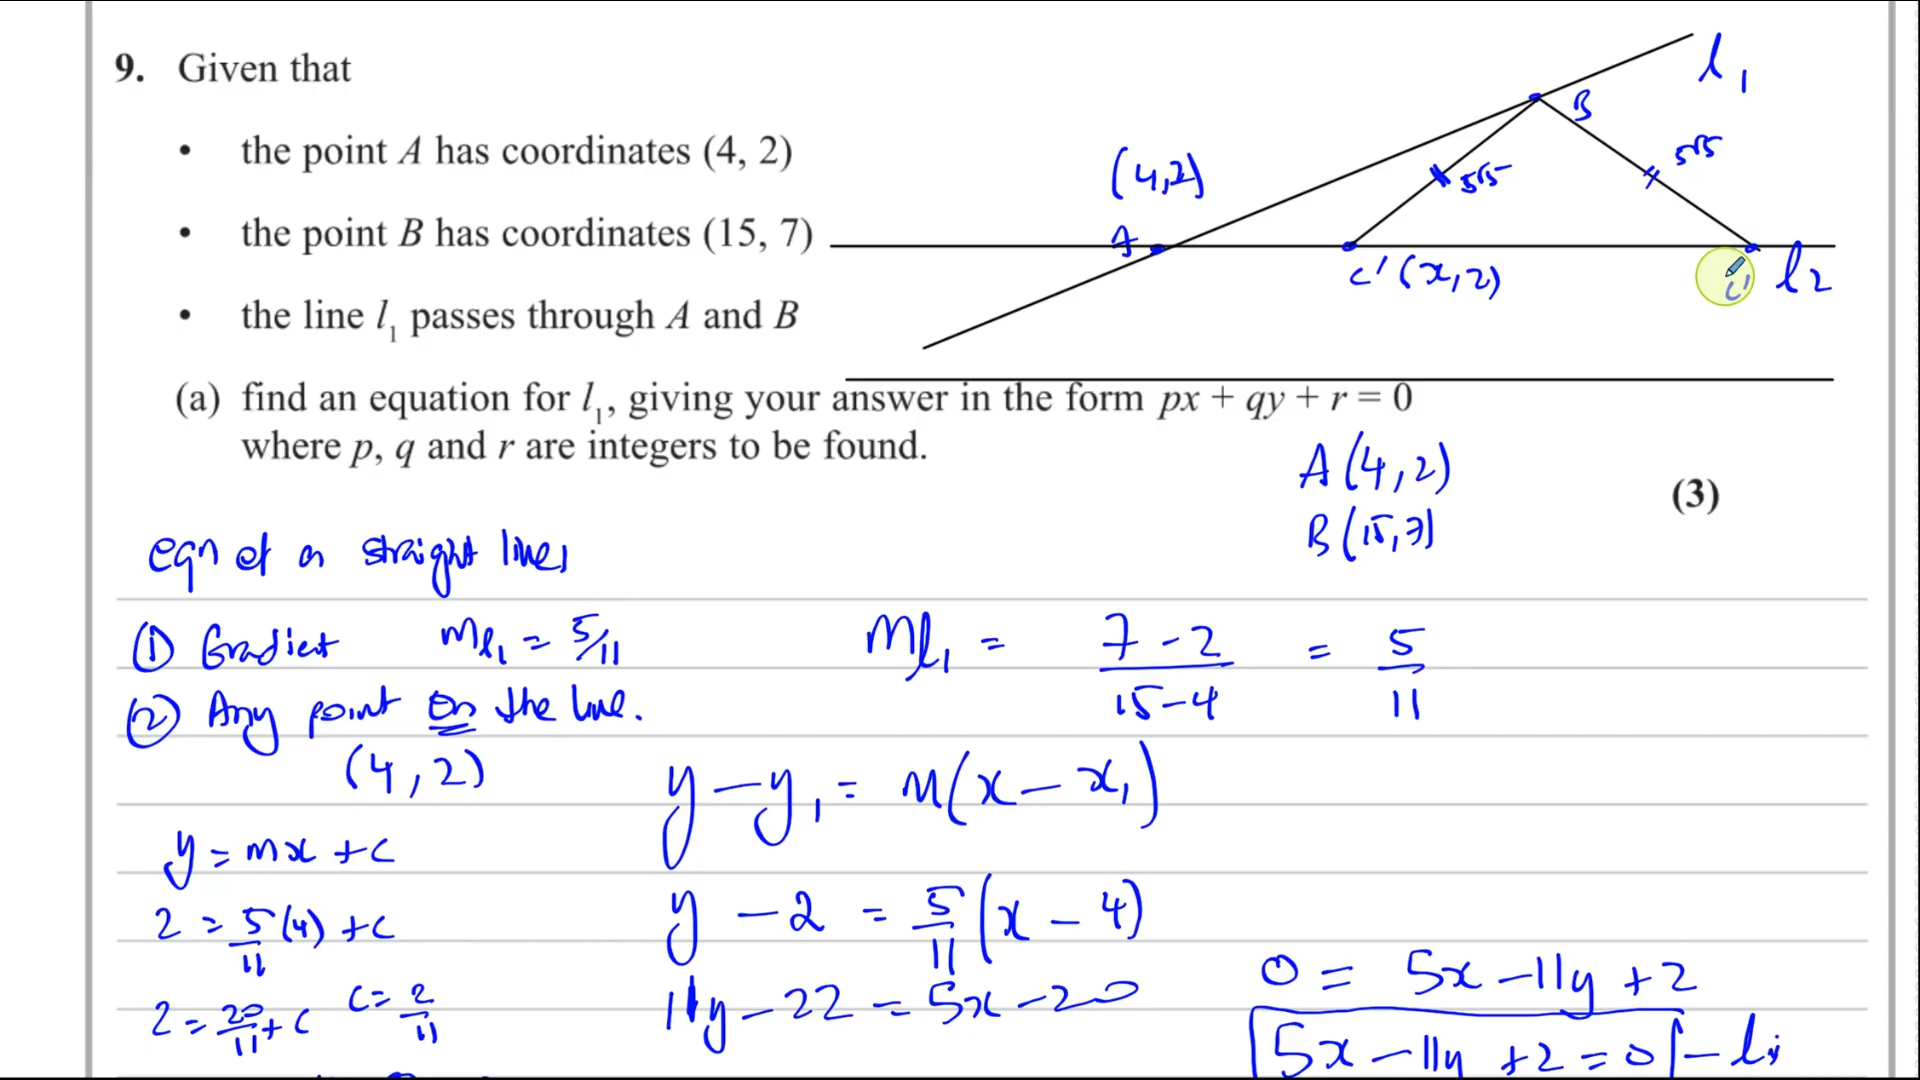 9. Given that
• the point A has coordinates (4, 2)
• the point B has coordinates (15, 7)
• the line l₁ passes through A and B
l₁
B
5√5
5√5
(4,2)
A
C'(x,2)
C'
l₂
(a) find an equation for l₁, giving your answer in the form px + qy + r = 0
where p, q and r are integers to be found.
(3)
A(4,2)
B(15,7)
eqn of a straight line
(1) Gradient m l₁ = 5/11
(2) Any point on the line.
(4,2)
y = mx + c
2 = 5/11 (4) + c
2 = 20/11 + c c = 2/11
m l₁ = 7 - 2 / 15 - 4 = 5/11
y - y₁ = m(x - x₁)
y - 2 = 5/11 (x - 4)
11y - 22 = 5x - 20
0 = 5x - 11y + 2
5x - 11y + 2 = 0 - l₁